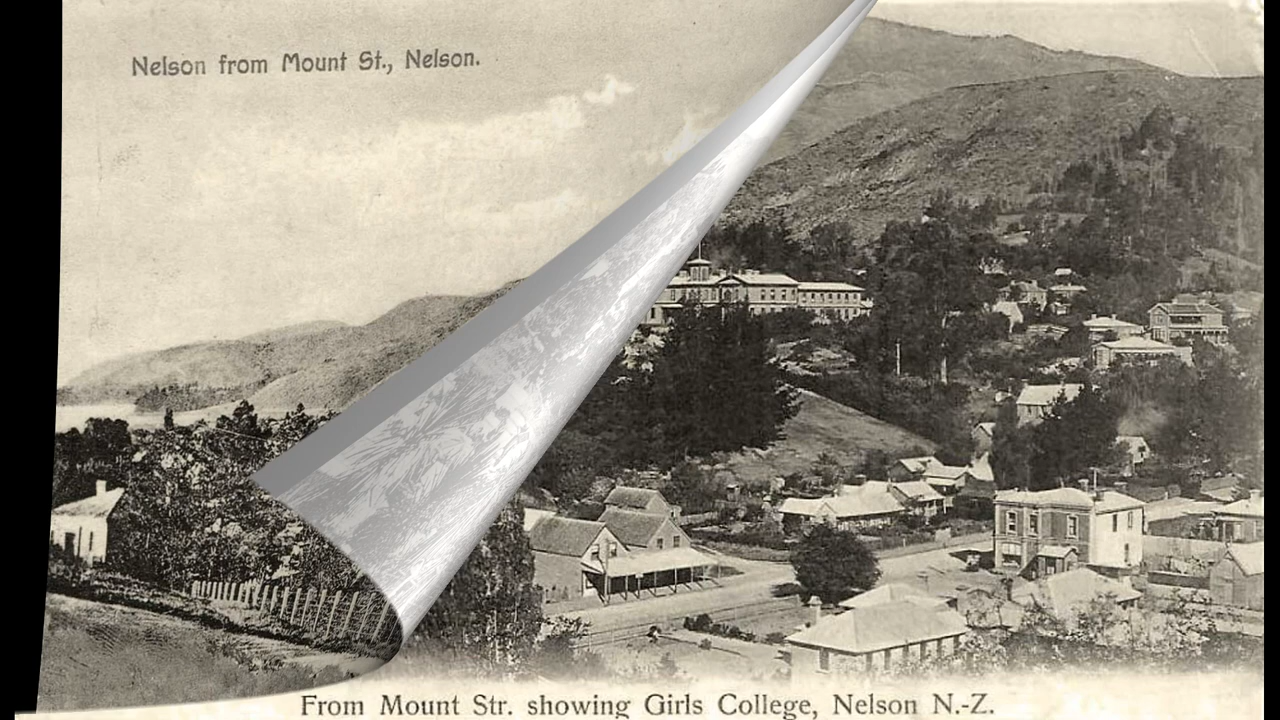 Nelson from Mount St., Nelson.
From Mount Str. showing Girls College, Nelson N.-Z.